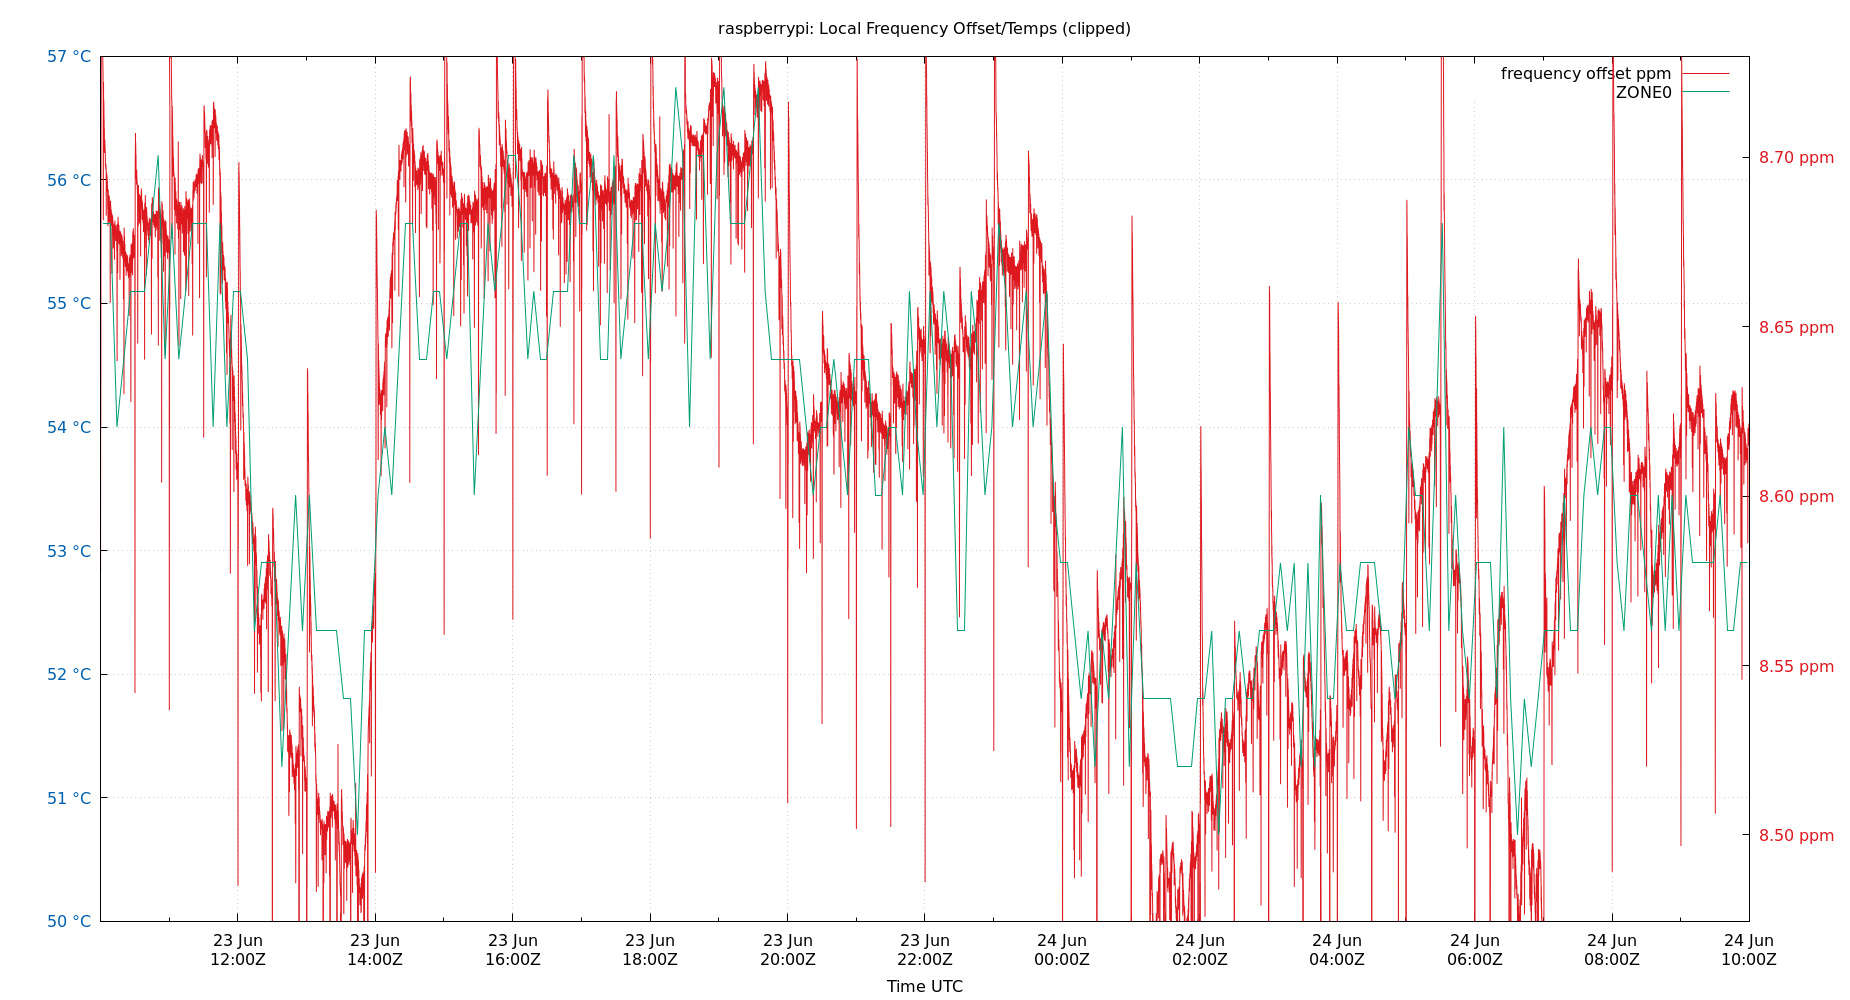 raspberrypi: Local Frequency Offset/Temps (clipped)
57 °C
56 °C
55 °C
54 °C
53 °C
52 °C
51 °C
50 °C
frequency offset ppm
ZONE0
8.70 ppm
8.65 ppm
8.60 ppm
8.55 ppm
8.50 ppm
23 Jun
12:00Z
23 Jun
14:00Z
23 Jun
16:00Z
23 Jun
18:00Z
23 Jun
20:00Z
23 Jun
22:00Z
24 Jun
00:00Z
24 Jun
02:00Z
24 Jun
04:00Z
24 Jun
06:00Z
24 Jun
08:00Z
24 Jun
10:00Z
Time UTC